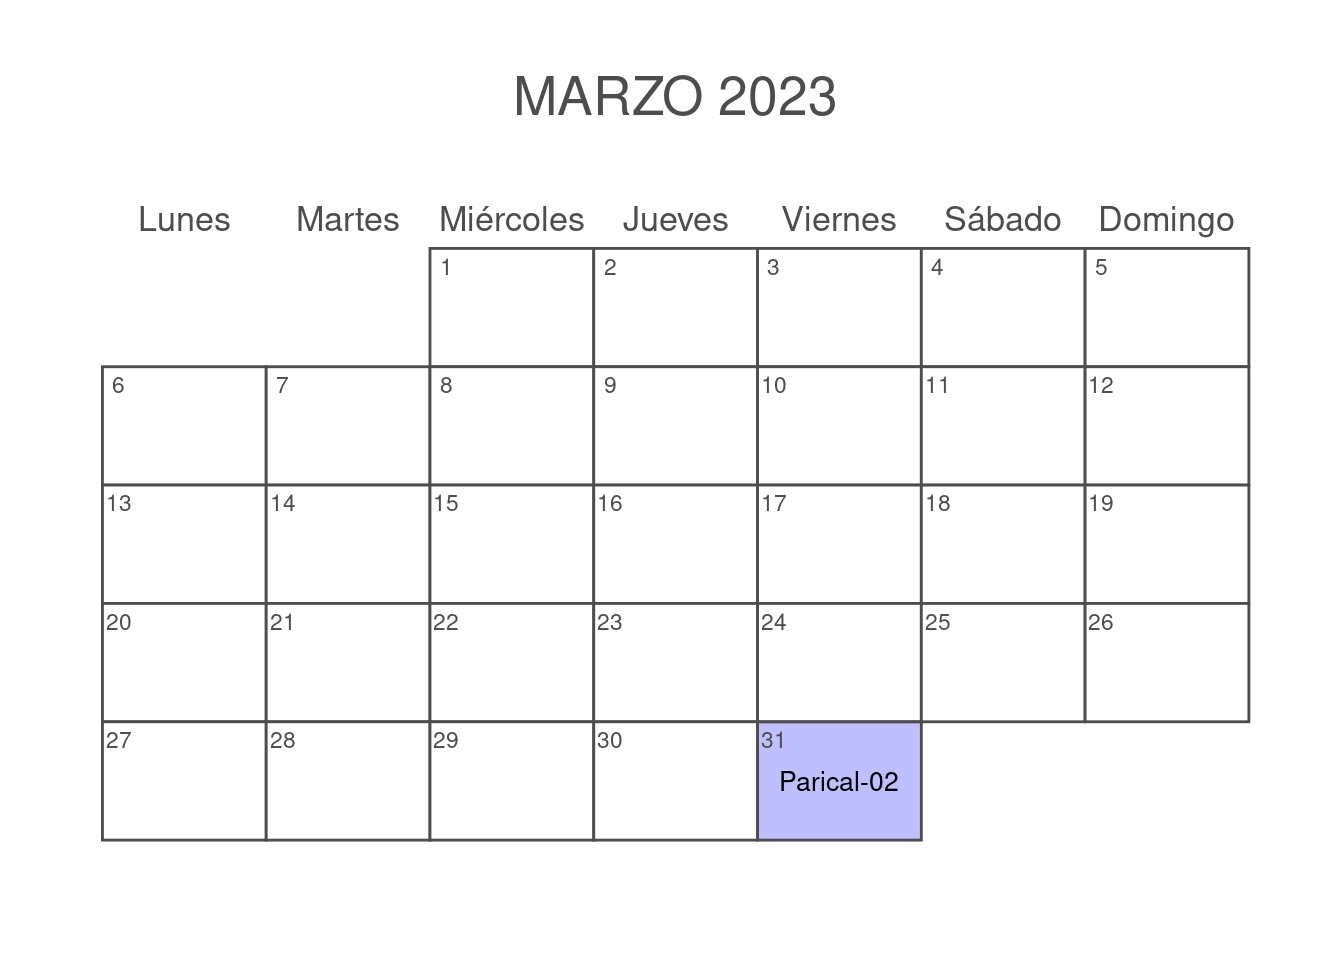 MARZO 2023
Lunes Martes Miércoles Jueves Viernes Sábado Domingo
1 2 3 4 5
6 7 8 9 10 11 12
13 14 15 16 17 18 19
20 21 22 23 24 25 26
27 28 29 30 31
Parical-02